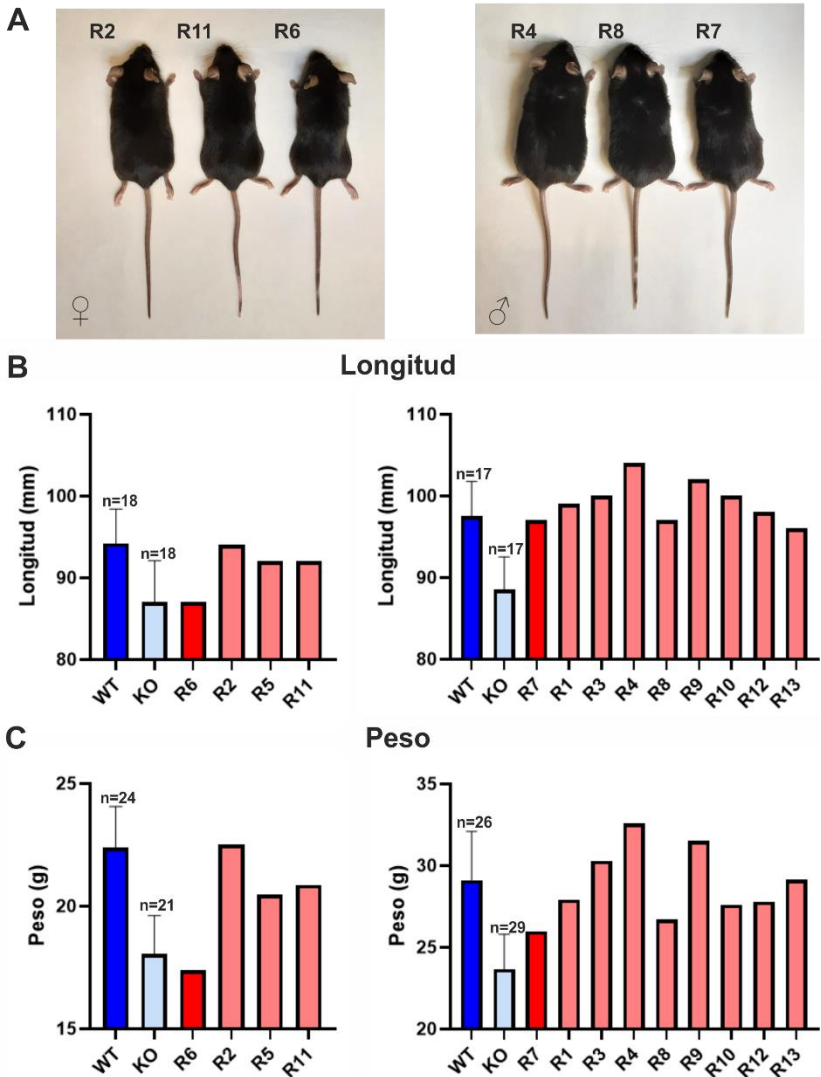 A
R2 R11 R6
R4 R8 R7
♀
♂
B
Longitud
Longitud (mm)
110
100
90
80
n=18
n=18
WT KO R6 R2 R5 R11
Longitud (mm)
110
100
90
80
n=17
n=17
WT KO R7 R1 R3 R4 R8 R9 R10 R12 R13
C
Peso
Peso (g)
25
20
15
n=24
n=21
WT KO R6 R2 R5 R11
Peso (g)
35
30
25
20
n=26
n=29
WT KO R7 R1 R3 R4 R8 R9 R10 R12 R13